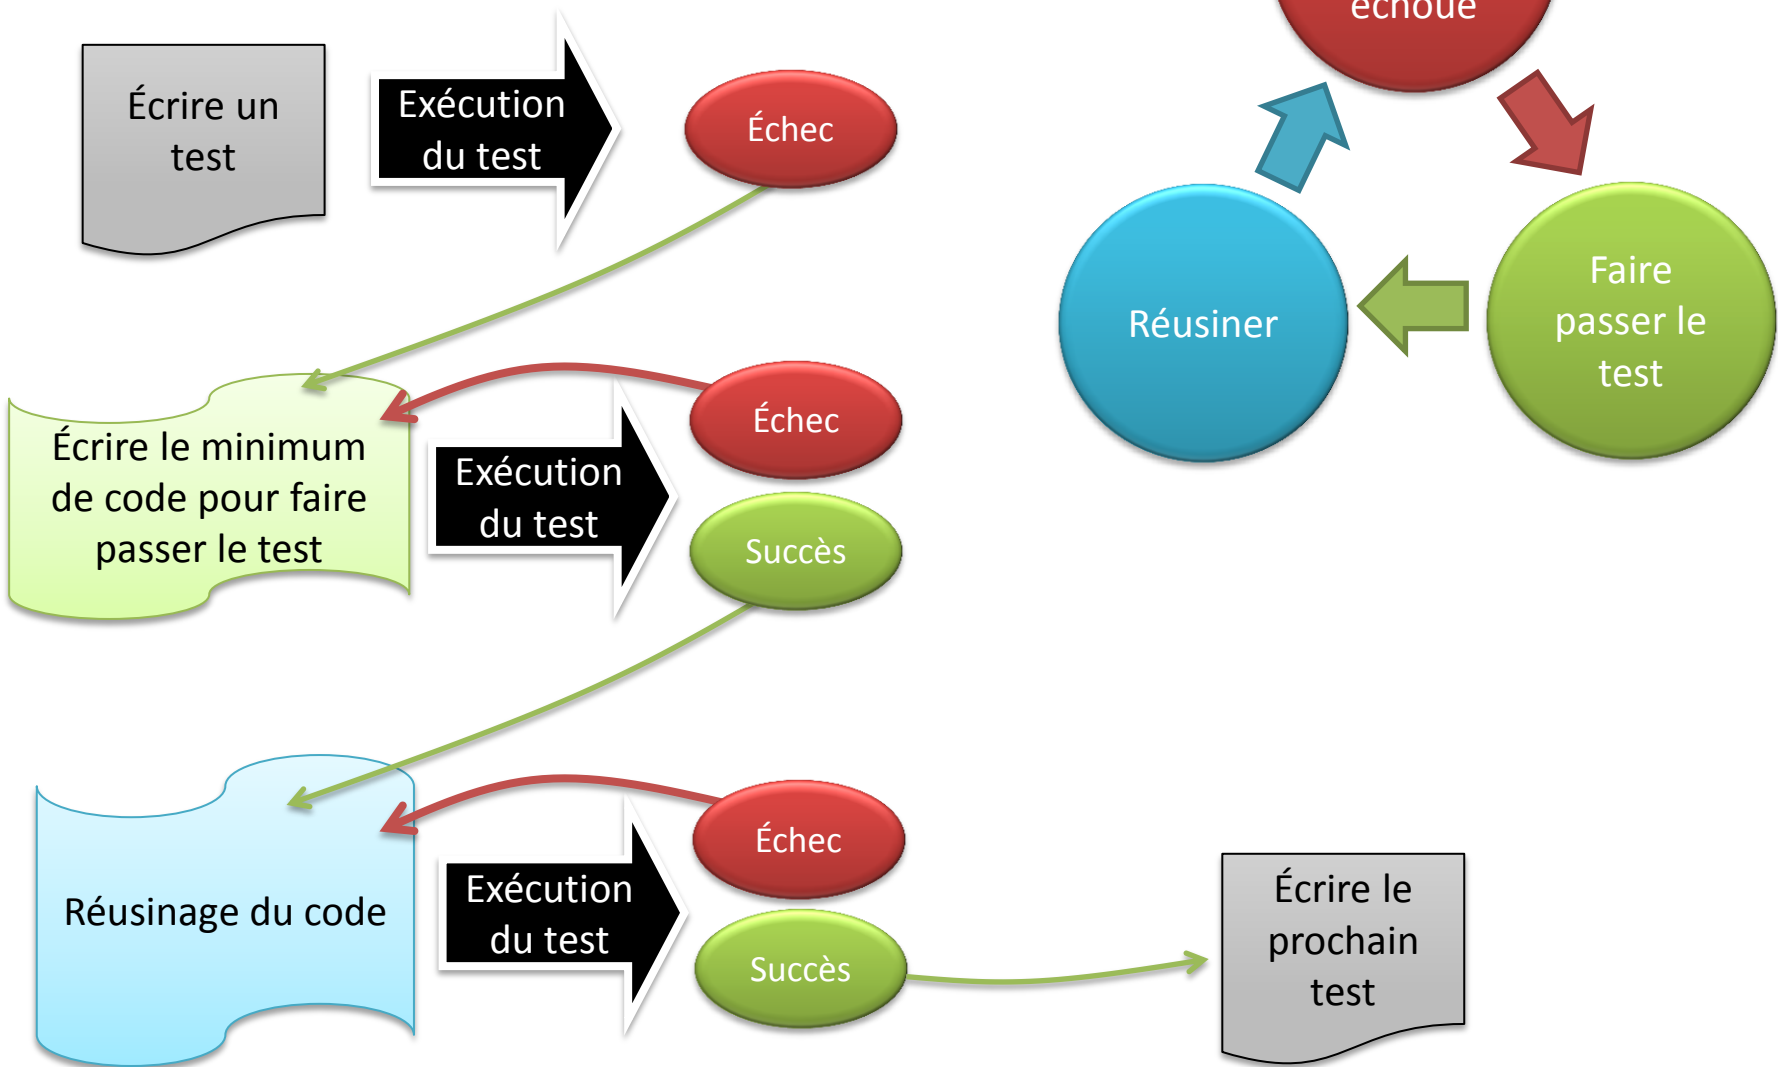 échoue
Écrire un
test
Exécution
du test
Échec
Faire
passer le
test
Réusiner
Écrire le minimum
de code pour faire
passer le test
Exécution
du test
Échec
Succès
Réusinage du code
Exécution
du test
Échec
Succès
Écrire le
prochain
test